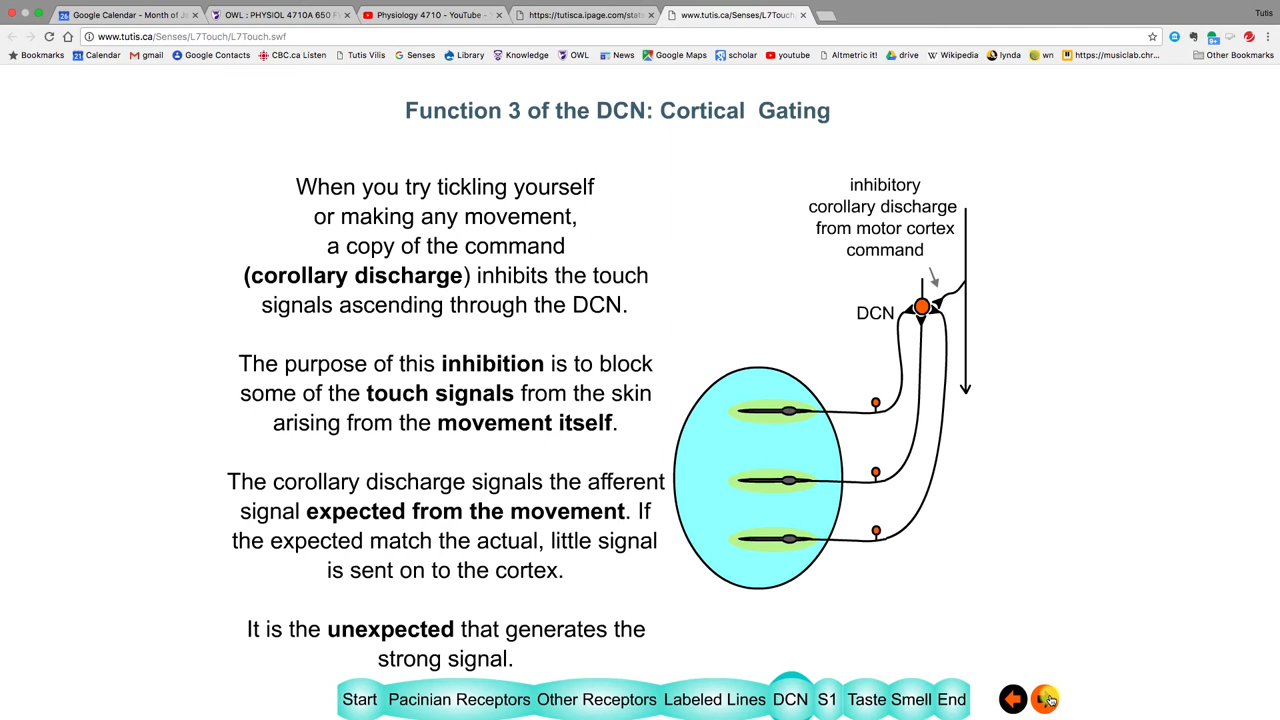 Google Calendar - Month of J
OWL : PHYSIOL 4710A 650 F
Physiology 4710 - YouTube -
https://tutisca.ipage.com/stat
www.tutis.ca/Senses/L7Touch/
Tutis
www.tutis.ca/Senses/L7Touch/L7Touch.swf
Bookmarks
Calendar
gmail
Google Contacts
CBC.ca Listen
Tutis Vilis
Senses
Library
Knowledge
OWL
News
Google Maps
scholar
youtube
Altmetric it!
drive
Wikipedia
lynda
wn
https://musiclab.chr...
Other Bookmarks
Function 3 of the DCN: Cortical Gating
When you try tickling yourself
or making any movement,
a copy of the command
(corollary discharge) inhibits the touch
signals ascending through the DCN.
The purpose of this inhibition is to block
some of the touch signals from the skin
arising from the movement itself.
The corollary discharge signals the afferent
signal expected from the movement. If
the expected match the actual, little signal
is sent on to the cortex.
It is the unexpected that generates the
strong signal.
inhibitory
corollary discharge
from motor cortex
command
DCN
Start
Pacinian Receptors
Other Receptors
Labeled Lines
DCN
S1
Taste
Smell
End